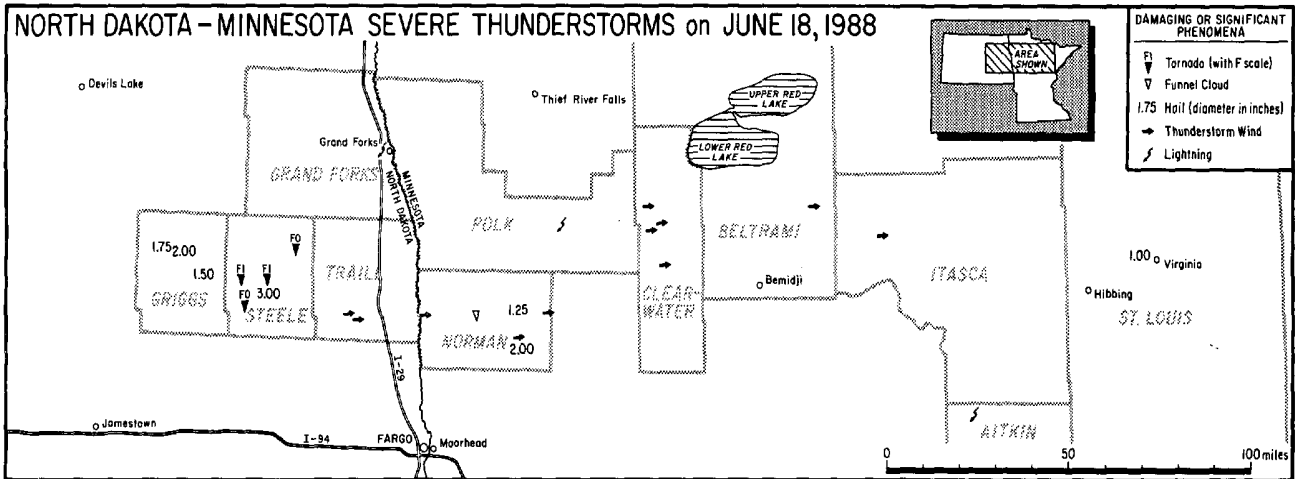 NORTH DAKOTA – MINNESOTA SEVERE THUNDERSTORMS on JUNE 18, 1988
DAMAGING OR SIGNIFICANT
PHENOMENA
F1
Tornado (with F scale)
Funnel Cloud
1.75 Hail (diameter in inches)
Thunderstorm Wind
Lightning
AREA
SHOWN
Devils Lake
Thief River Falls
UPPER RED
LAKE
LOWER RED
LAKE
Grand Forks
GRAND FORKS
MINNESOTA
NORTH DAKOTA
POLK
BELTRAMI
1.75 2.00
F0
1.50
F1
F1
F0
3.00
GRIGGS
STEELE
TRAILL
CLEAR-
WATER
Bemidji
ITASCA
1.00
Virginia
Hibbing
ST. LOUIS
1.25
NORMAN
2.00
I-29
Jamestown
I-94
FARGO
Moorhead
AITKIN
0
50
100 miles